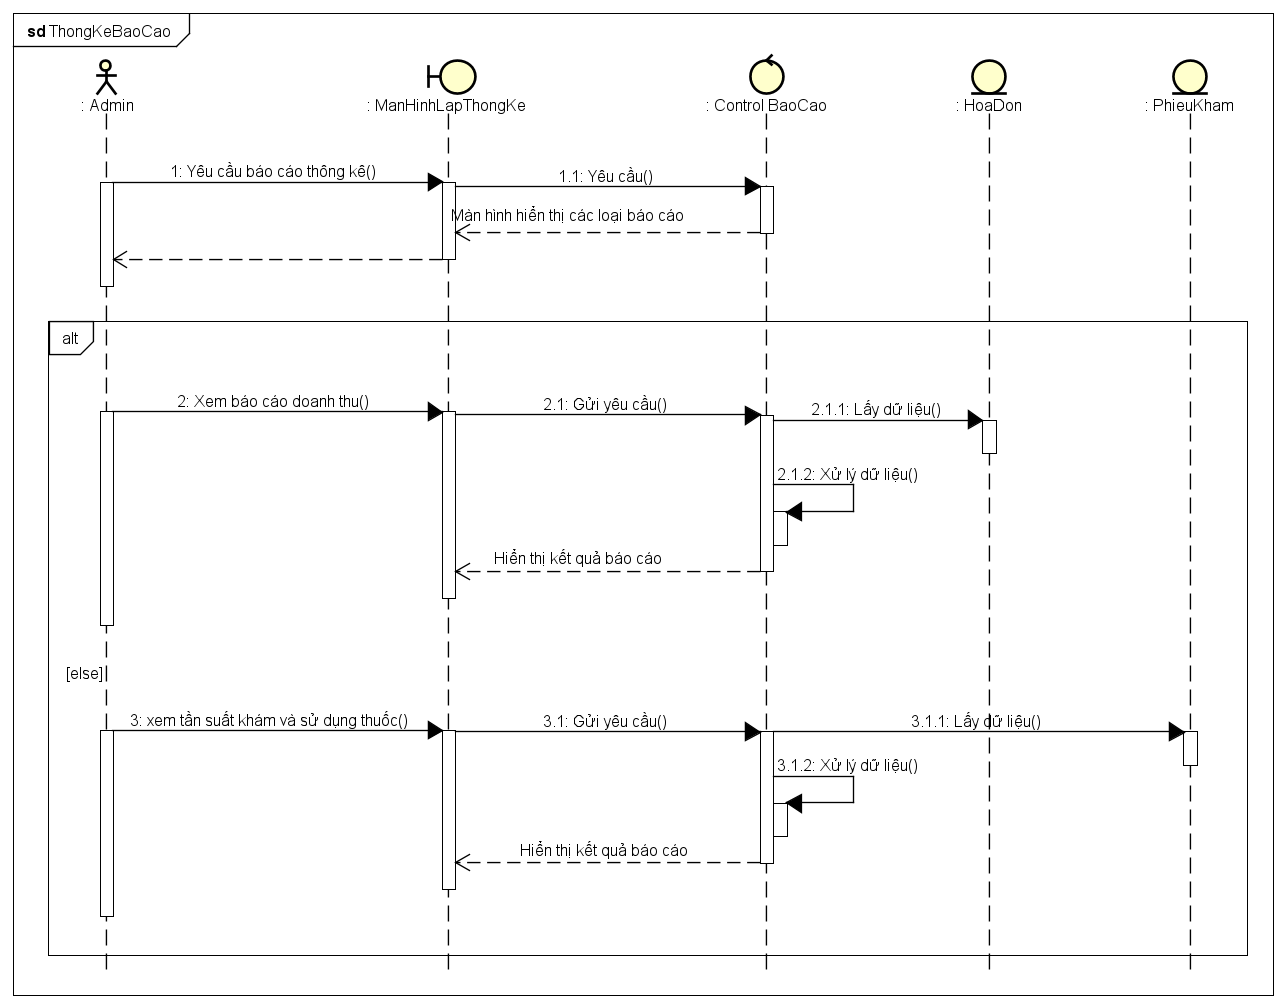 sd ThongKeBaoCao
: Admin
: ManHinhLapThongKe
: Control BaoCao
: HoaDon
: PhieuKham
1: Yêu cầu báo cáo thông kê()
1.1: Yêu cầu()
Màn hình hiển thị các loại báo cáo
alt
2: Xem báo cáo doanh thu()
2.1: Gửi yêu cầu()
2.1.1: Lấy dữ liệu()
2.1.2: Xử lý dữ liệu()
Hiển thị kết quả báo cáo
[else]
3: xem tần suất khám và sử dụng thuốc()
3.1: Gửi yêu cầu()
3.1.1: Lấy dữ liệu()
3.1.2: Xử lý dữ liệu()
Hiển thị kết quả báo cáo